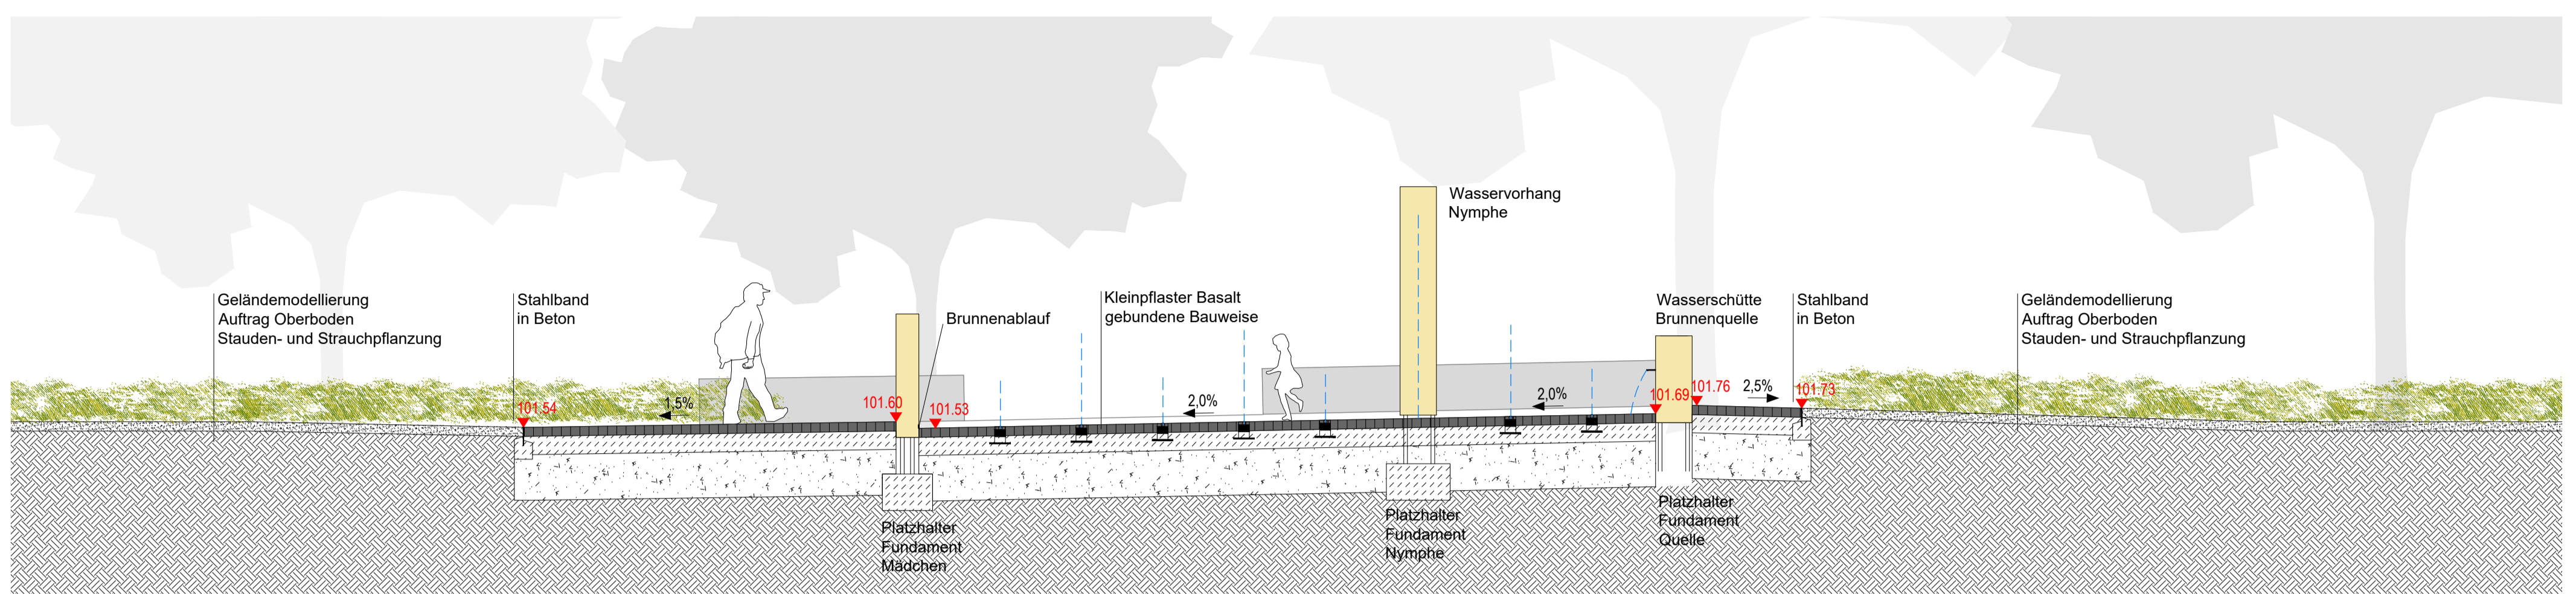 Wasservorhang
Nymphe
Geländemodellierung
Auftrag Oberboden
Stauden- und Strauchpflanzung
Stahlband
in Beton
Brunnenablauf
Kleinpflaster Basalt
gebundene Bauweise
Wasserschütte
Brunnenquelle
Stahlband
in Beton
Geländemodellierung
Auftrag Oberboden
Stauden- und Strauchpflanzung
101.54
1,5%
101.60
101.53
2,0%
2,0%
101.69
101.76
2,5%
101.73
Platzhalter
Fundament
Mädchen
Platzhalter
Fundament
Nymphe
Platzhalter
Fundament
Quelle